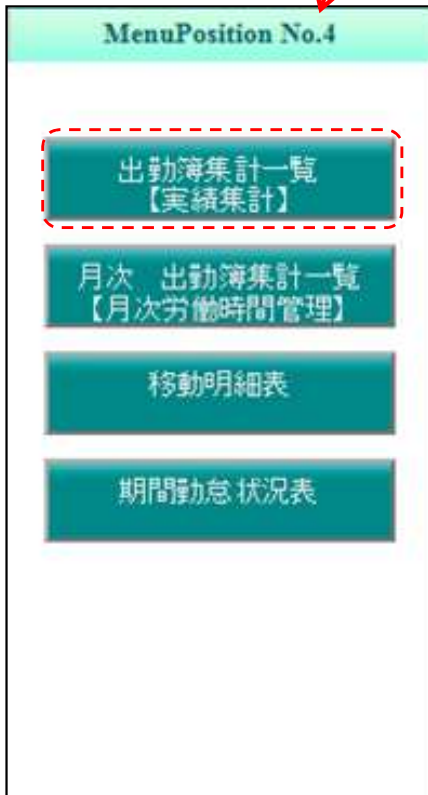 MenuPosition No.4
出勤簿集計一覧
【実績集計】
月次　出勤簿集計一覧
【月次労働時間管理】
移動明細表
期間勤怠状況表